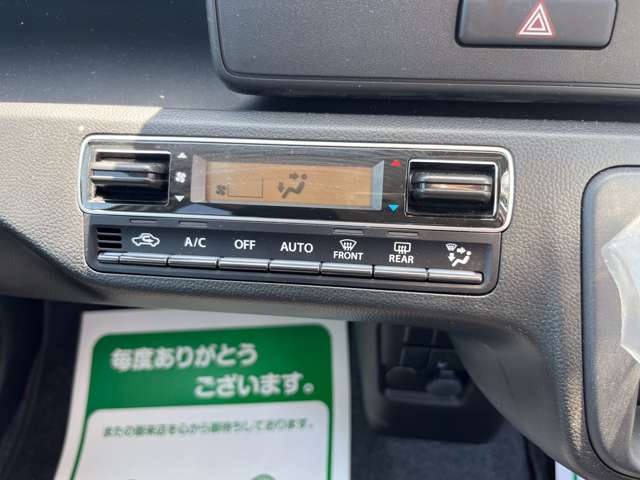 A/C
OFF
AUTO
FRONT
REAR
毎度ありがとう
ございます。
またの御来店を心から御待ちしております。